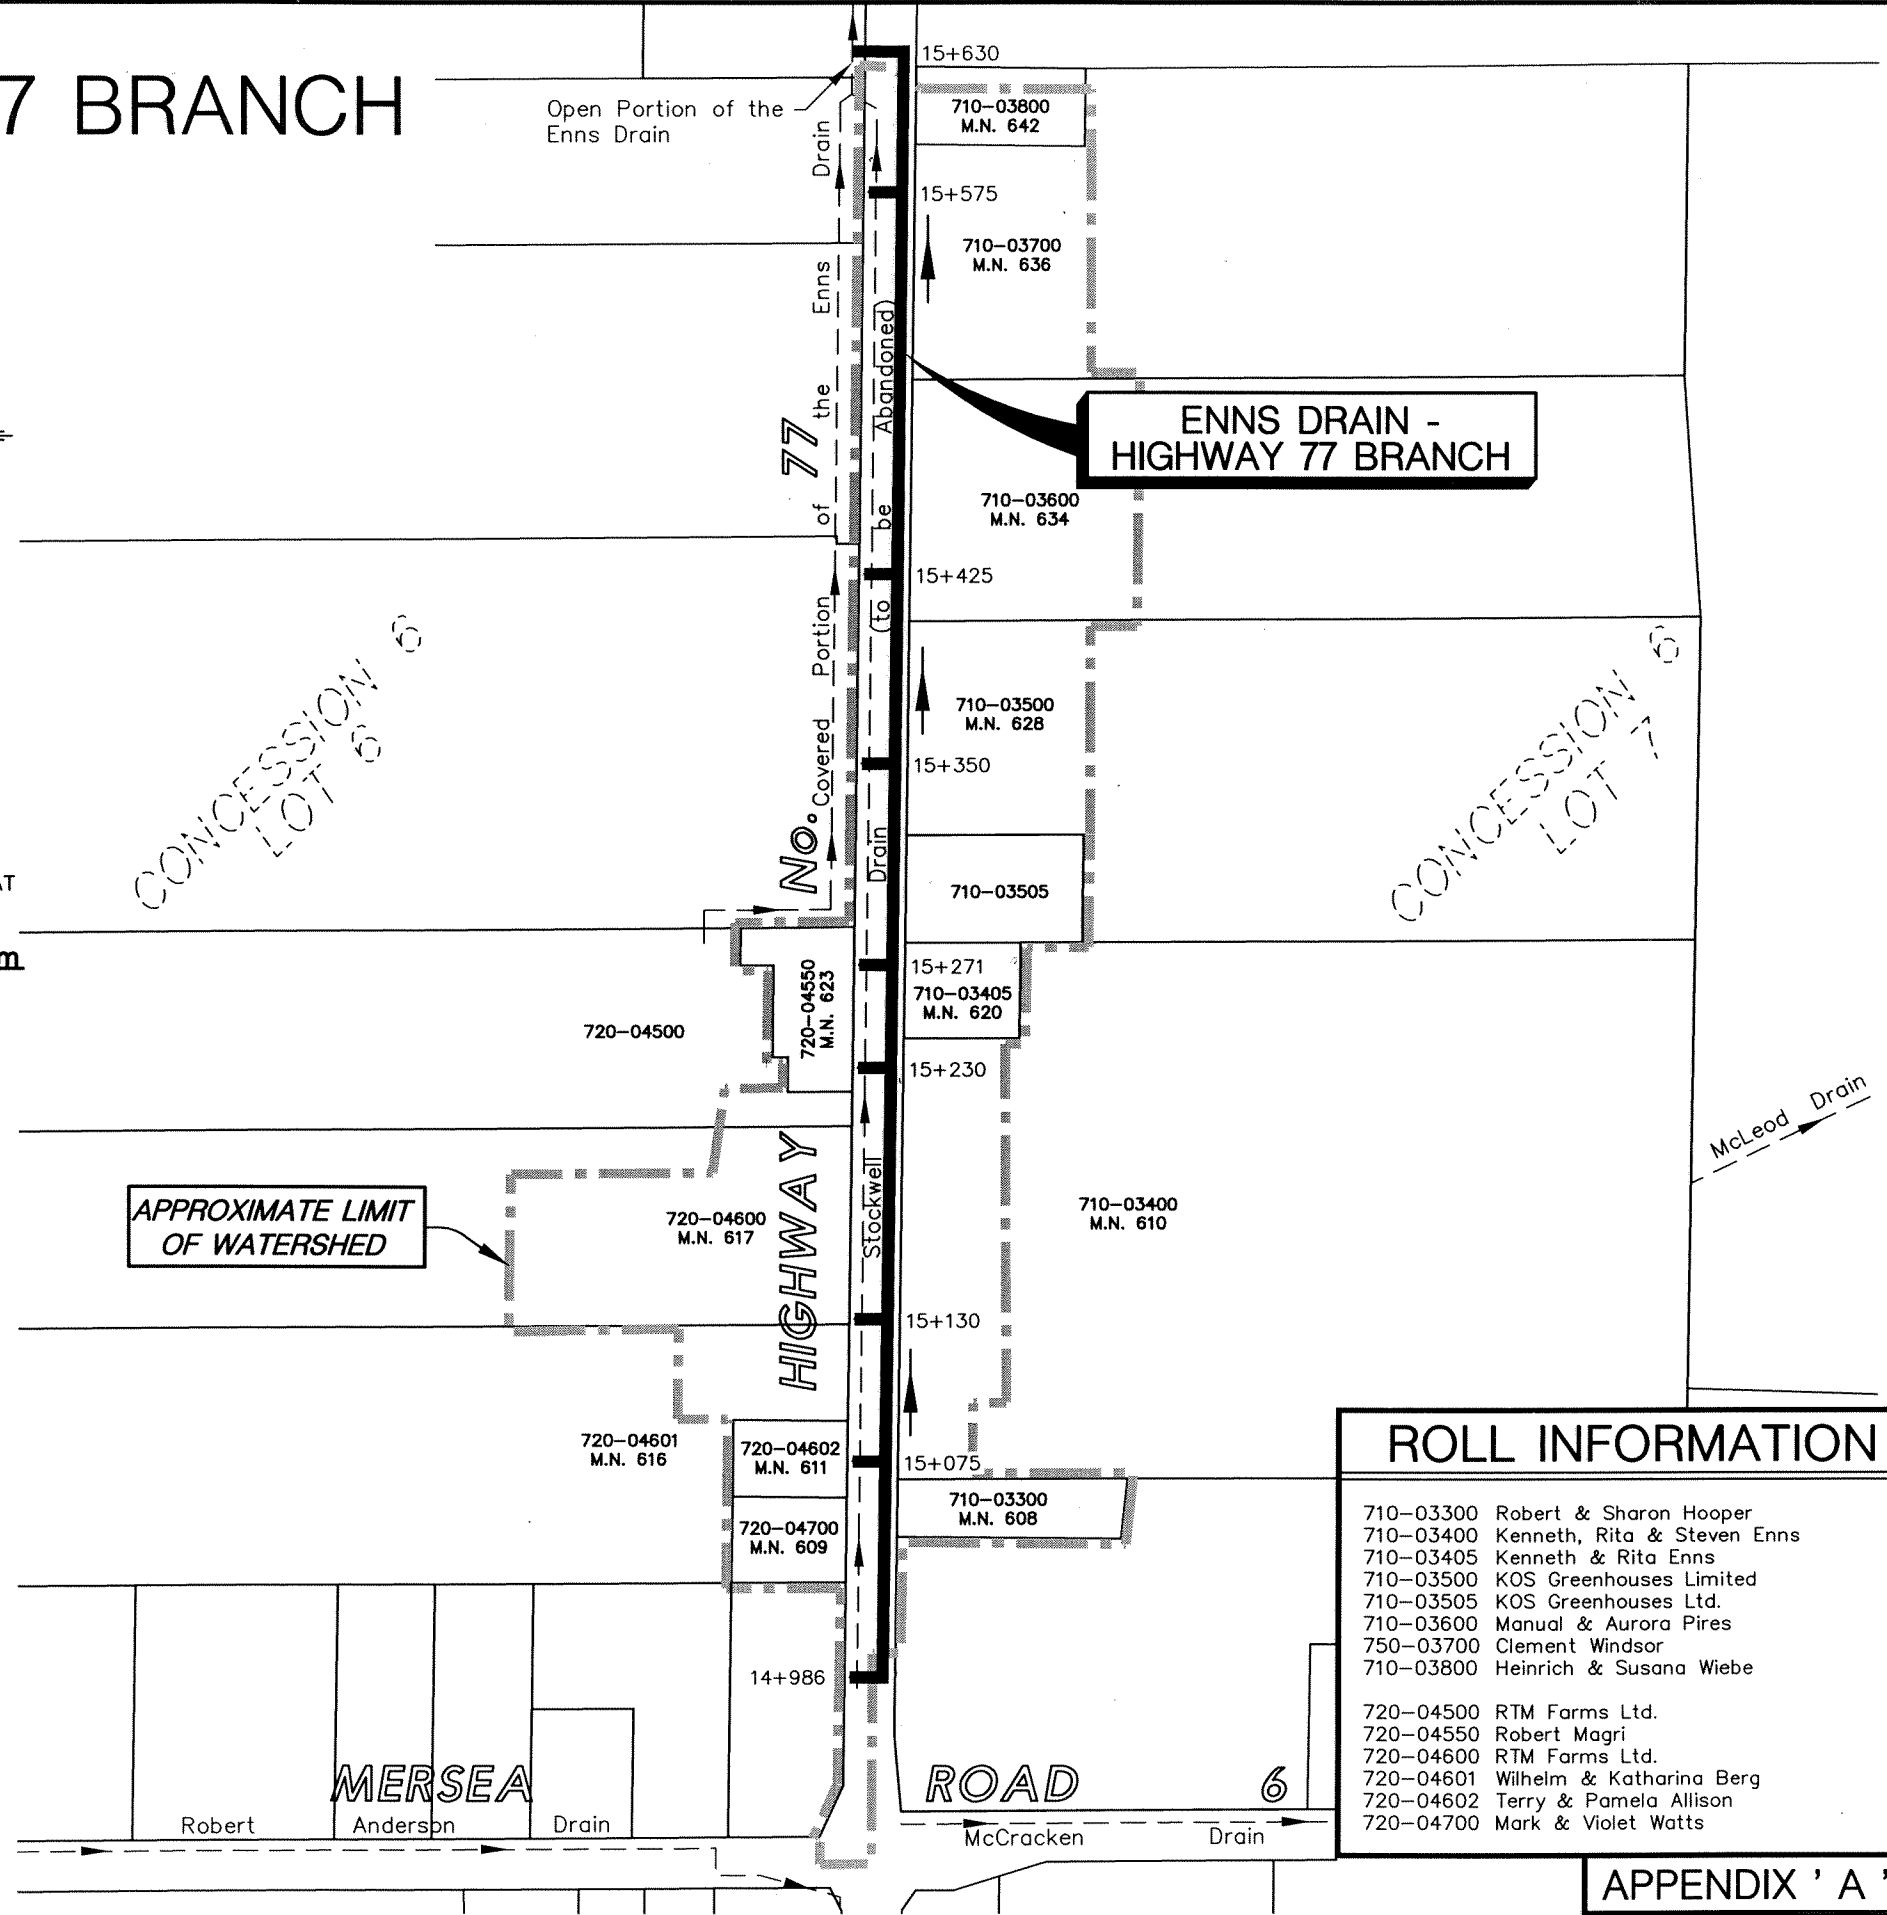 7 BRANCH
Open Portion of the
Enns Drain
15+630
710-03800
M.N. 642
15+575
710-03700
M.N. 636
ENNS DRAIN -
HIGHWAY 77 BRANCH
710-03600
M.N. 634
15+425
710-03500
M.N. 628
15+350
710-03505
15+271
710-03405
M.N. 620
15+230
710-03400
M.N. 610
15+130
15+075
710-03300
M.N. 608
14+986
Covered Portion of the Enns Drain
Stockwell Drain (to be Abandoned)
HIGHWAY No. 77
CONCESSION 6
LOT 6
CONCESSION 6
LOT 7
AT
m
720-04500
720-04550
M.N. 623
APPROXIMATE LIMIT
OF WATERSHED
720-04600
M.N. 617
720-04601
M.N. 616
720-04602
M.N. 611
720-04700
M.N. 609
McLeod Drain
MERSEA ROAD 6
Robert Anderson Drain
McCracken Drain
ROLL INFORMATION
710-03300 Robert & Sharon Hooper
710-03400 Kenneth, Rita & Steven Enns
710-03405 Kenneth & Rita Enns
710-03500 KOS Greenhouses Limited
710-03505 KOS Greenhouses Ltd.
710-03600 Manual & Aurora Pires
750-03700 Clement Windsor
710-03800 Heinrich & Susana Wiebe
720-04500 RTM Farms Ltd.
720-04550 Robert Magri
720-04600 RTM Farms Ltd.
720-04601 Wilhelm & Katharina Berg
720-04602 Terry & Pamela Allison
720-04700 Mark & Violet Watts
APPENDIX ' A '